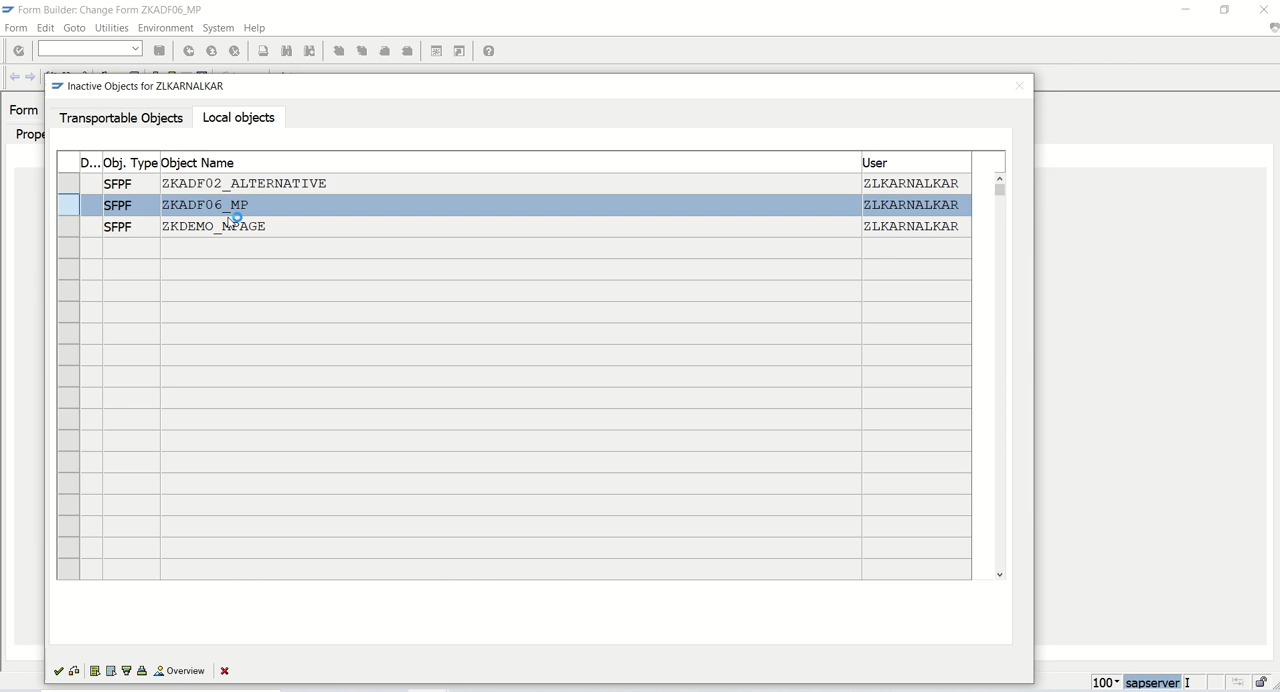 Form Builder: Change Form ZKADF06_MP
Form Edit Goto Utilities Environment System Help
Inactive Objects for ZLKARNALKAR
Form
Prope
Transportable Objects Local objects
D... Obj. Type Object Name User
SFPF ZKADF02_ALTERNATIVE ZLKARNALKAR
SFPF ZKADF06_MP ZLKARNALKAR
SFPF ZKDEMO_MPAGE ZLKARNALKAR
Overview
100 sapserver